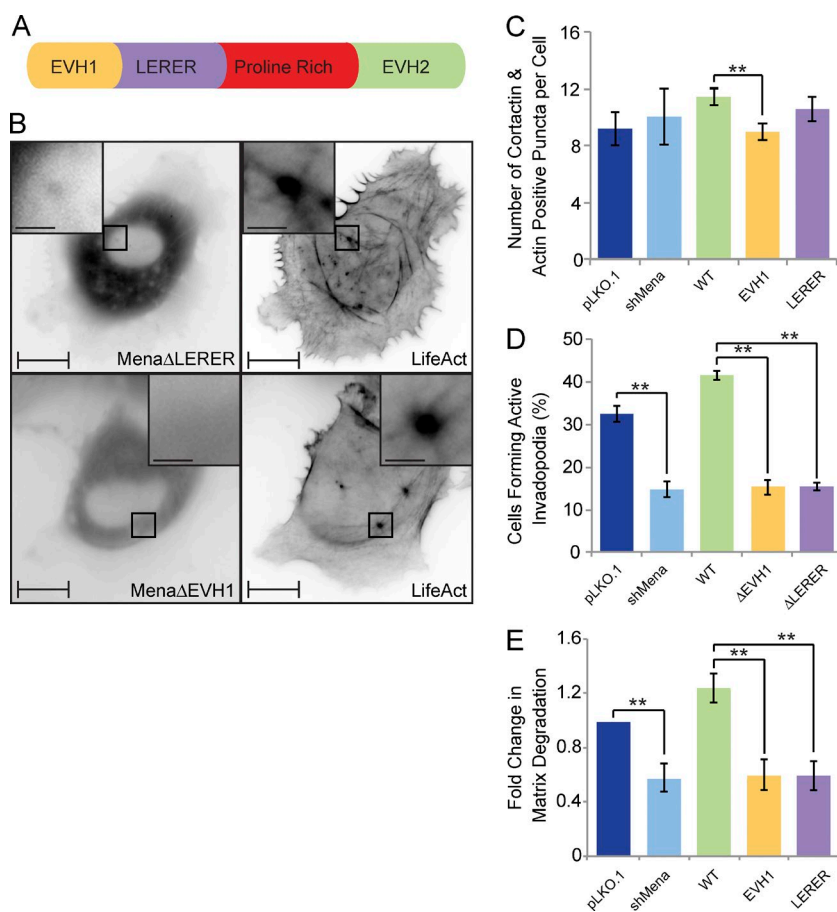 A
EVH1 LERER Proline Rich EVH2
B
MenaΔLERER LifeAct
MenaΔEVH1 LifeAct
C
Number of Cortactin &
Actin Positive Puncta per Cell
16
12
8
4
0
**
pLKO.1 shMena WT EVH1 LERER
D
Cells Forming Active
Invadopodia (%)
50
40
30
20
10
0
** ** **
pLKO.1 shMena WT ΔEVH1 ΔLERER
E
Fold Change in
Matrix Degradation
1.6
1.2
0.8
0.4
0
** ** **
pLKO.1 shMena WT EVH1 LERER